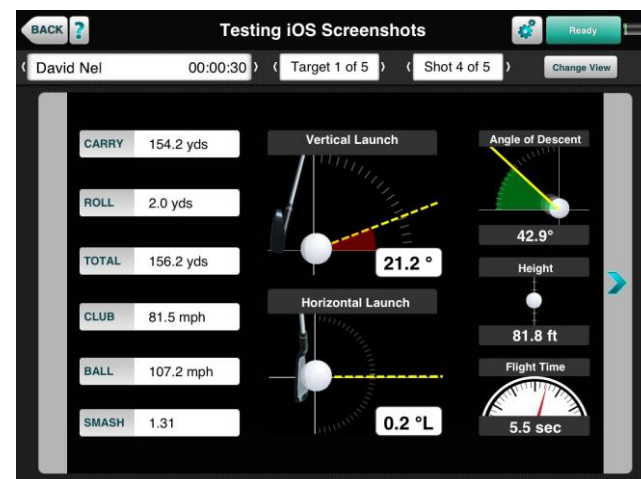 BACK ? Testing iOS Screenshots Ready
David Nel 00:00:30 Target 1 of 5 Shot 4 of 5 Change View
CARRY 154.2 yds
ROLL 2.0 yds
TOTAL 156.2 yds
CLUB 81.5 mph
BALL 107.2 mph
SMASH 1.31
Vertical Launch
21.2 °
Horizontal Launch
0.2 °L
Angle of Descent
42.9°
Height
81.8 ft
Flight Time
5.5 sec